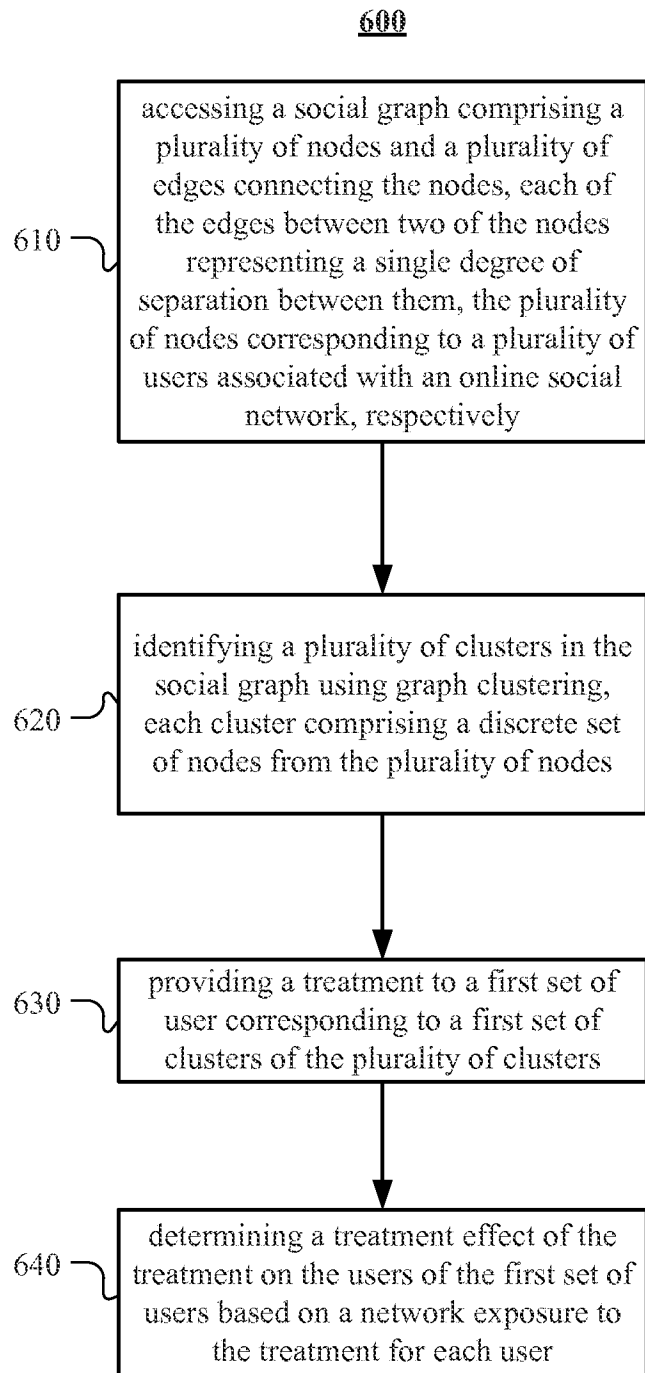 600
accessing a social graph comprising a
plurality of nodes and a plurality of
edges connecting the nodes, each of
the edges between two of the nodes
610
representing a single degree of
separation between them, the plurality
of nodes corresponding to a plurality of
users associated with an online social
network, respectively
identifying a plurality of clusters in the
social graph using graph clustering,
620
each cluster comprising a discrete set
of nodes from the plurality of nodes
providing a treatment to a first set of
630
user corresponding to a first set of
clusters of the plurality of clusters
determining a treatment effect of the
640
treatment on the users of the first set of
users based on a network exposure to
the treatment for each user